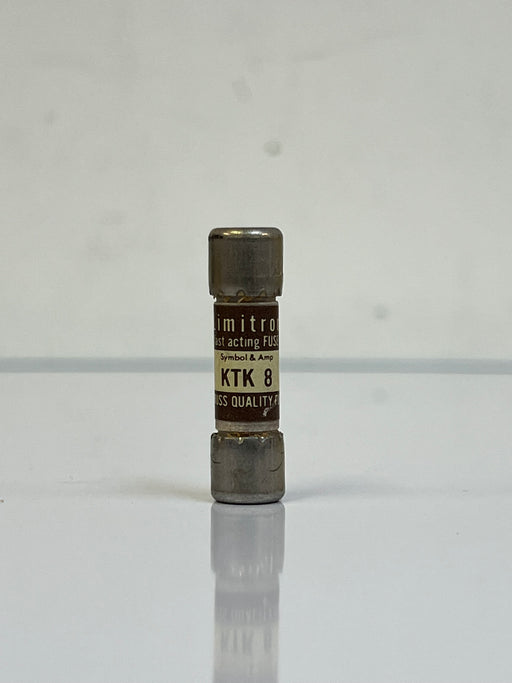 imitro
ast acting FUS
Symbol & Amp
KTK 8
USS QUALITY